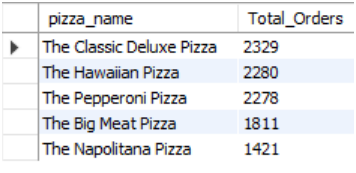 pizza_name Total_Orders
The Classic Deluxe Pizza 2329
The Hawaiian Pizza 2280
The Pepperoni Pizza 2278
The Big Meat Pizza 1811
The Napolitana Pizza 1421